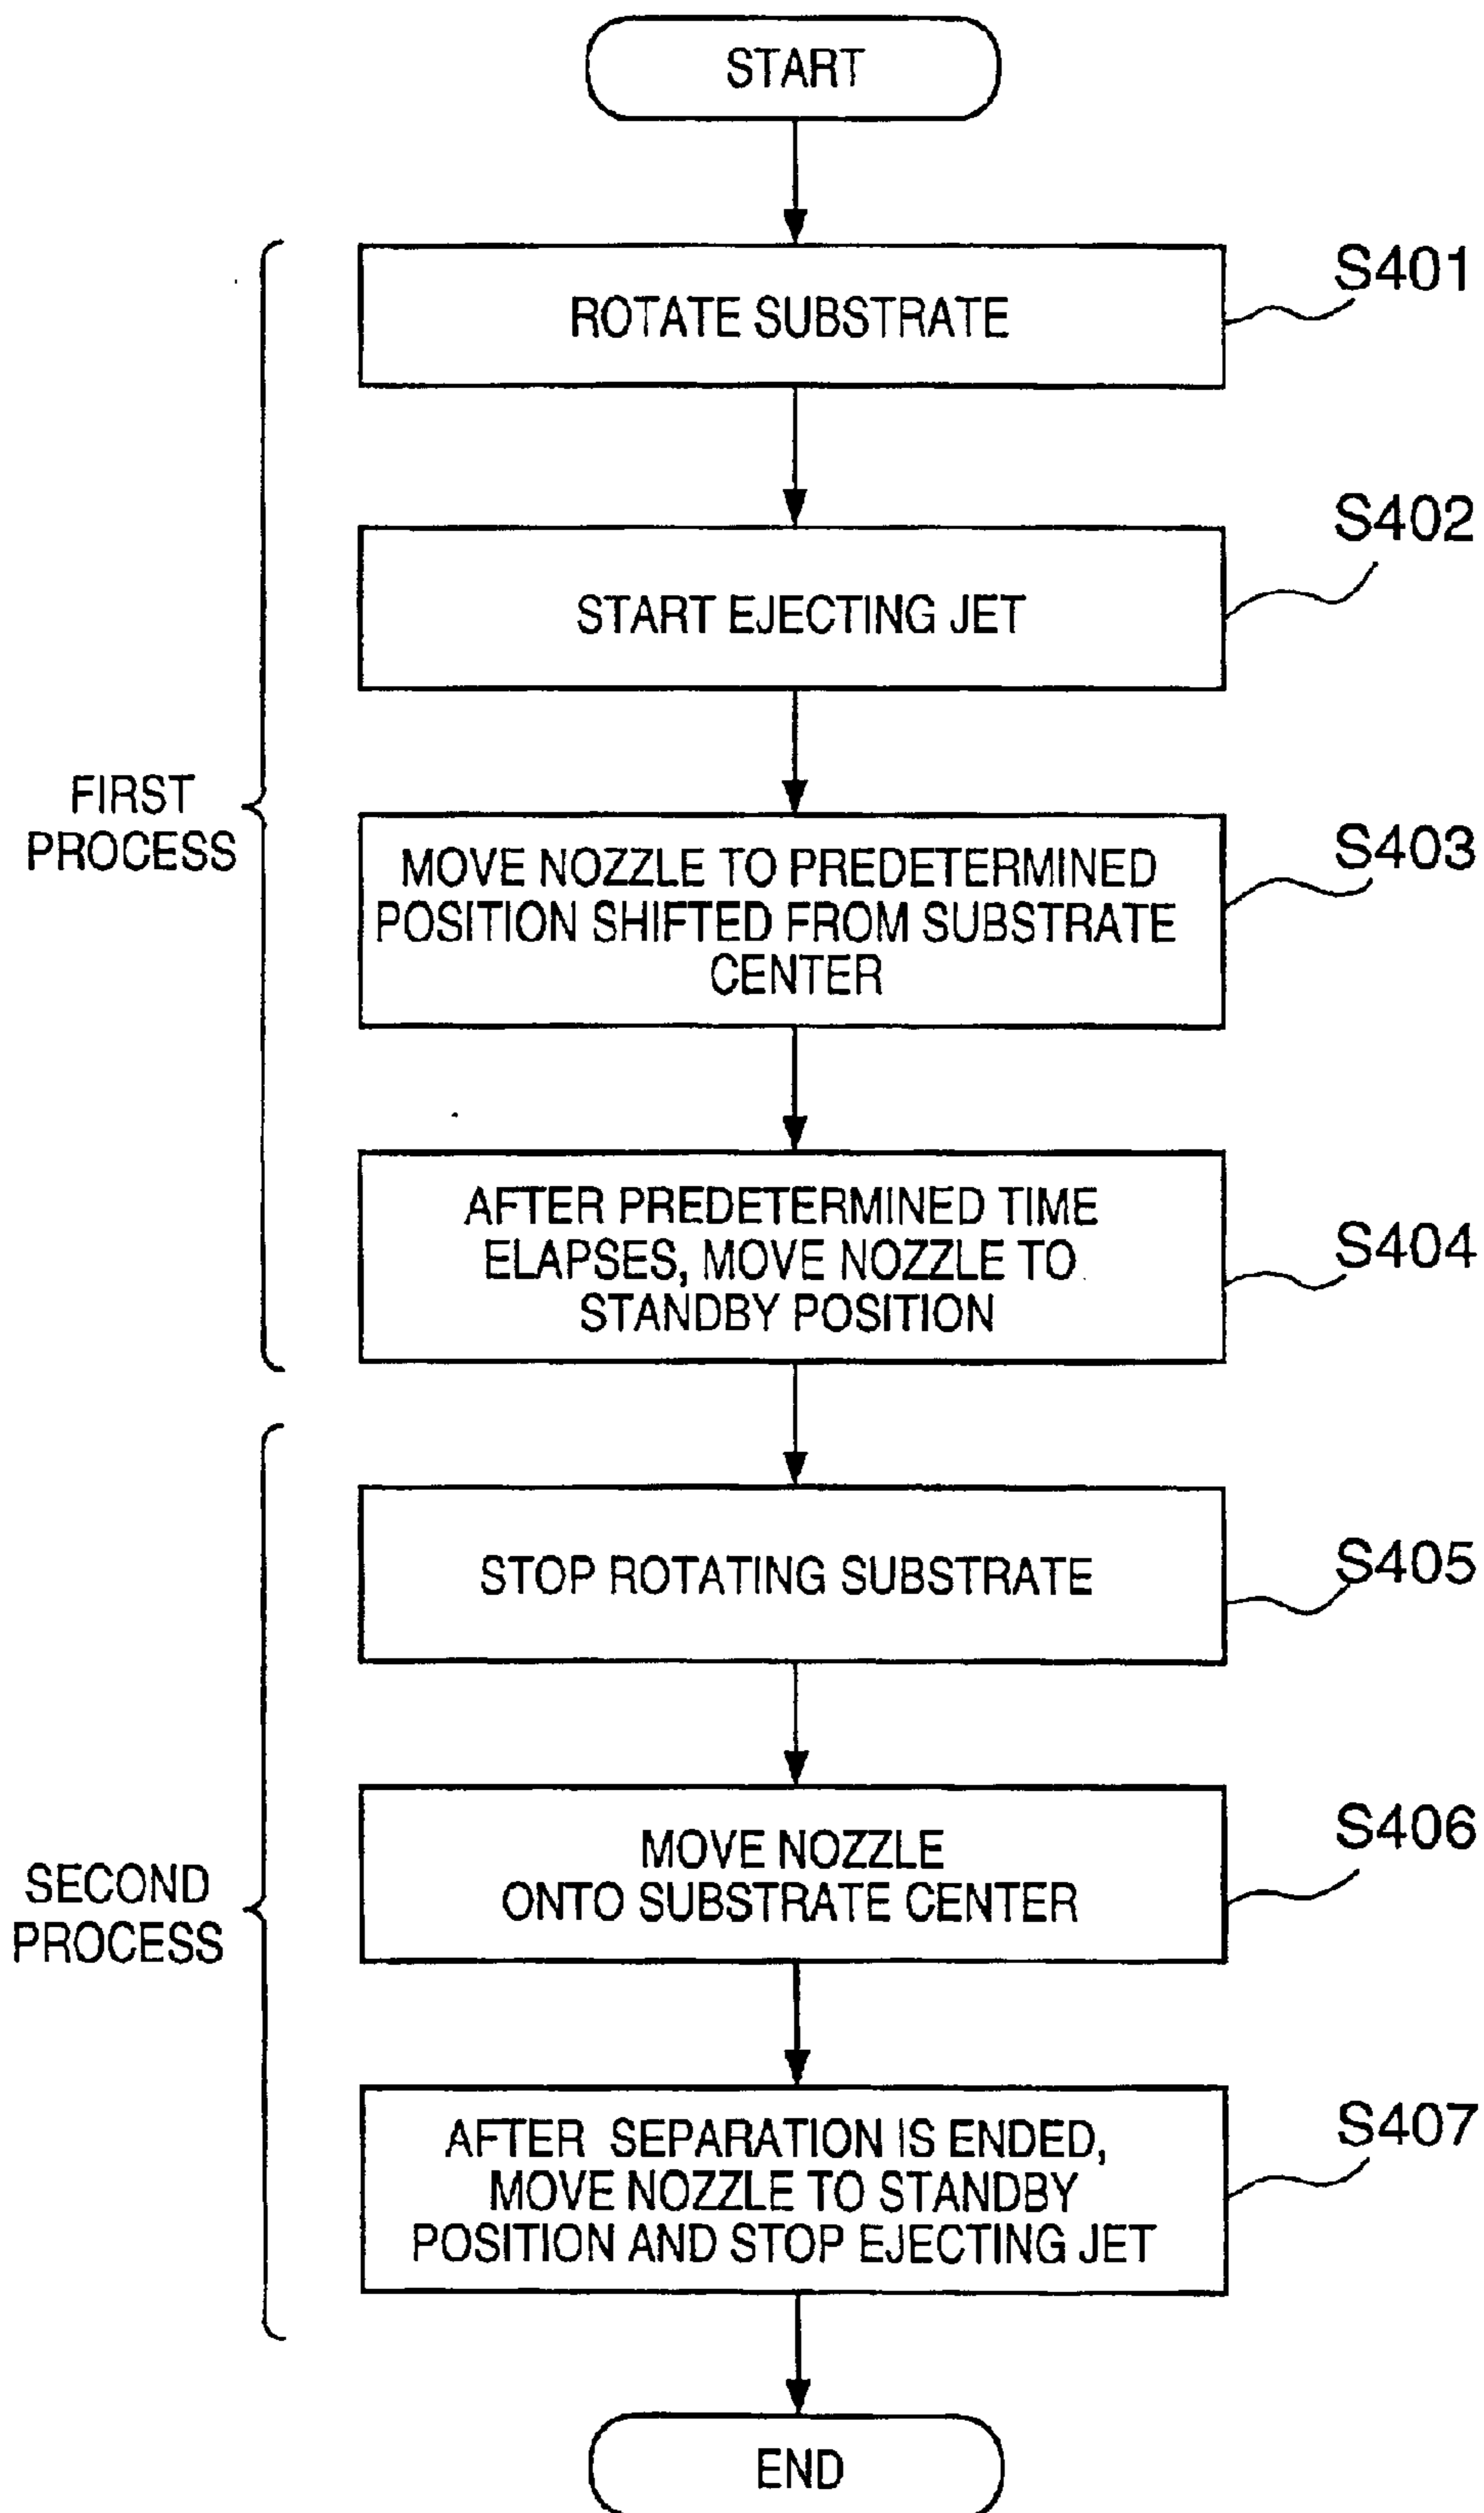 START
ROTATE SUBSTRATE
S401
START EJECTING JET
S402
FIRST
PROCESS
MOVE NOZZLE TO PREDETERMINED
POSITION SHIFTED FROM SUBSTRATE
CENTER
S403
AFTER PREDETERMINED TIME
ELAPSES, MOVE NOZZLE TO
STANDBY POSITION
S404
STOP ROTATING SUBSTRATE
S405
SECOND
PROCESS
MOVE NOZZLE
ONTO SUBSTRATE CENTER
S406
AFTER SEPARATION IS ENDED,
MOVE NOZZLE TO STANDBY
POSITION AND STOP EJECTING JET
S407
END